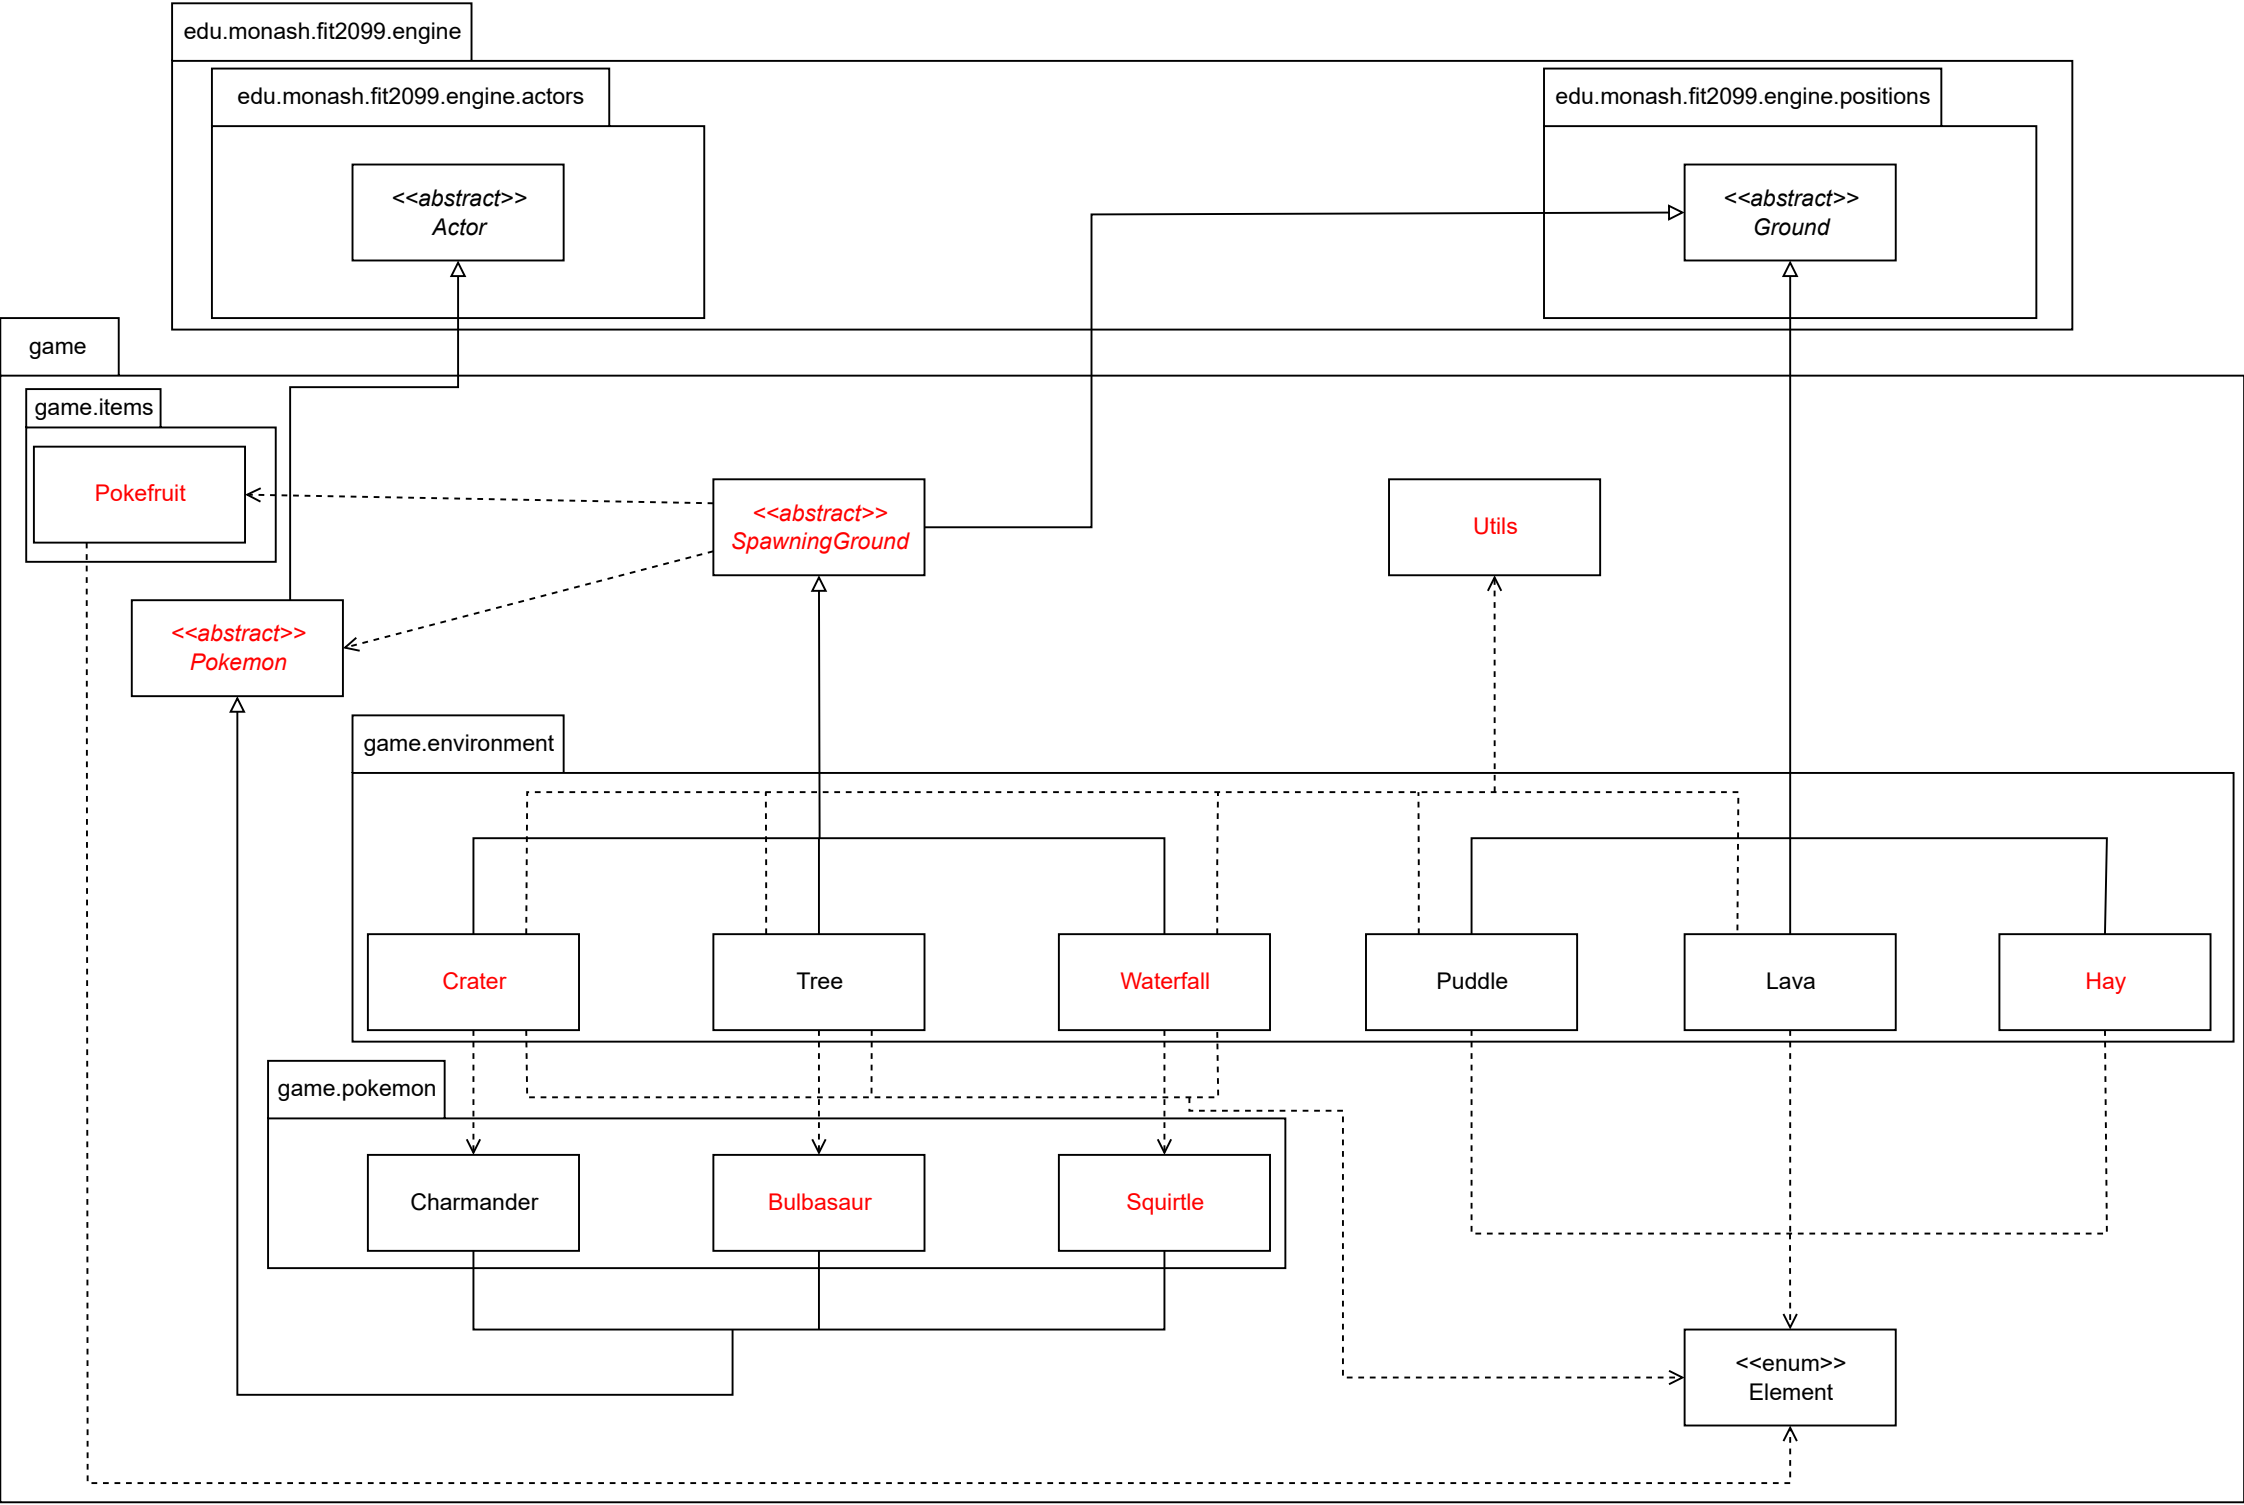 edu.monash.fit2099.engine
edu.monash.fit2099.engine.actors
edu.monash.fit2099.engine.positions
<<abstract>>
Actor
<<abstract>>
Ground
game
game.items
Pokefruit
<<abstract>>
SpawningGround
Utils
<<abstract>>
Pokemon
game.environment
Crater
Tree
Waterfall
Puddle
Lava
Hay
game.pokemon
Charmander
Bulbasaur
Squirtle
<<enum>>
Element